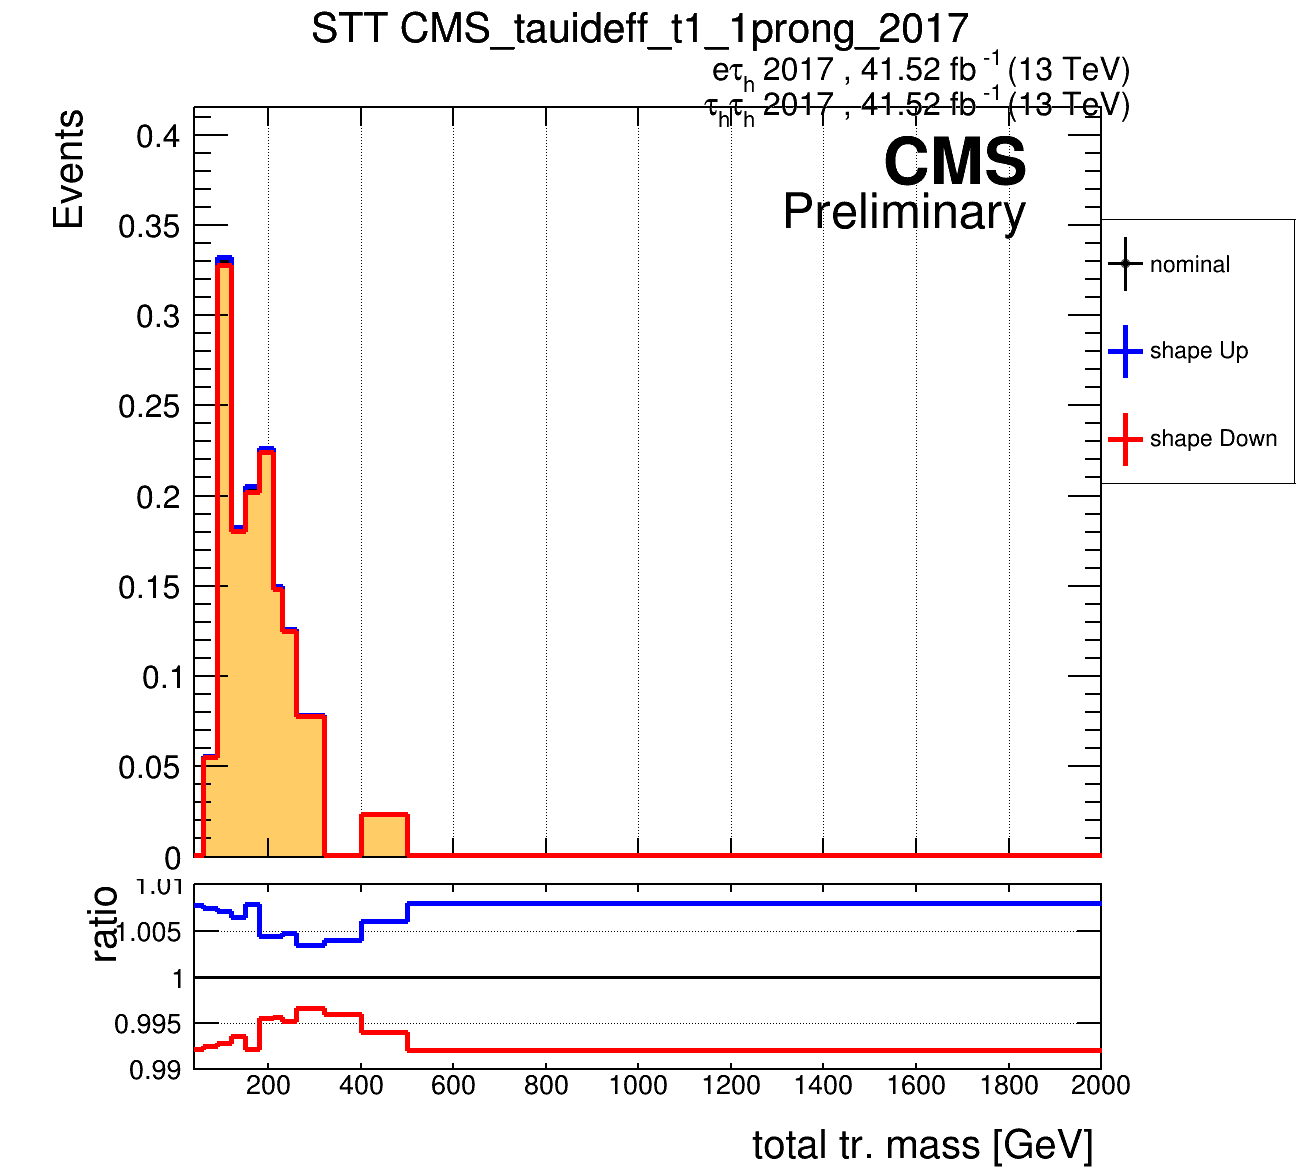 STT CMS_tauideff_t1_1prong_2017
eτh 2017 , 41.52 fb -1 (13 TeV)
τhτh 2017 , 41.52 fb -1 (13 TeV)
CMS
Preliminary
Events
0.4
0.35
0.3
0.25
0.2
0.15
0.1
0.05
0
nominal
shape Up
shape Down
ratio
1.01
1.005
1
0.995
0.99
200 400 600 800 1000 1200 1400 1600 1800 2000
total tr. mass [GeV]